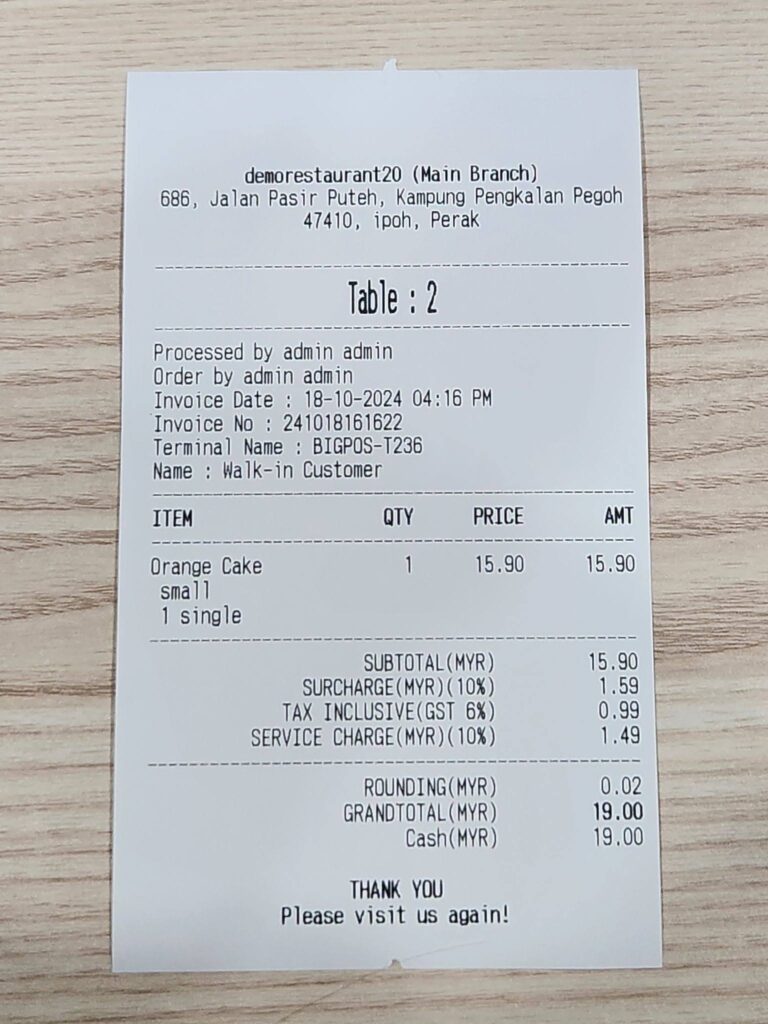 demorestaurant20 (Main Branch)
686, Jalan Pasir Puteh, Kampung Pengkalan Pegoh
47410, ipoh, Perak
Table : 2
Processed by admin admin
Order by admin admin
Invoice Date : 18-10-2024 04:16 PM
Invoice No : 241018161622
Terminal Name : BIGPOS-T236
Name : Walk-in Customer
ITEM QTY PRICE AMT
Orange Cake 1 15.90 15.90
small
1 single
SUBTOTAL(MYR) 15.90
SURCHARGE(MYR)(10%) 1.59
TAX INCLUSIVE(GST 6%) 0.99
SERVICE CHARGE(MYR)(10%) 1.49
ROUNDING(MYR) 0.02
GRANDTOTAL(MYR) 19.00
Cash(MYR) 19.00
THANK YOU
Please visit us again!